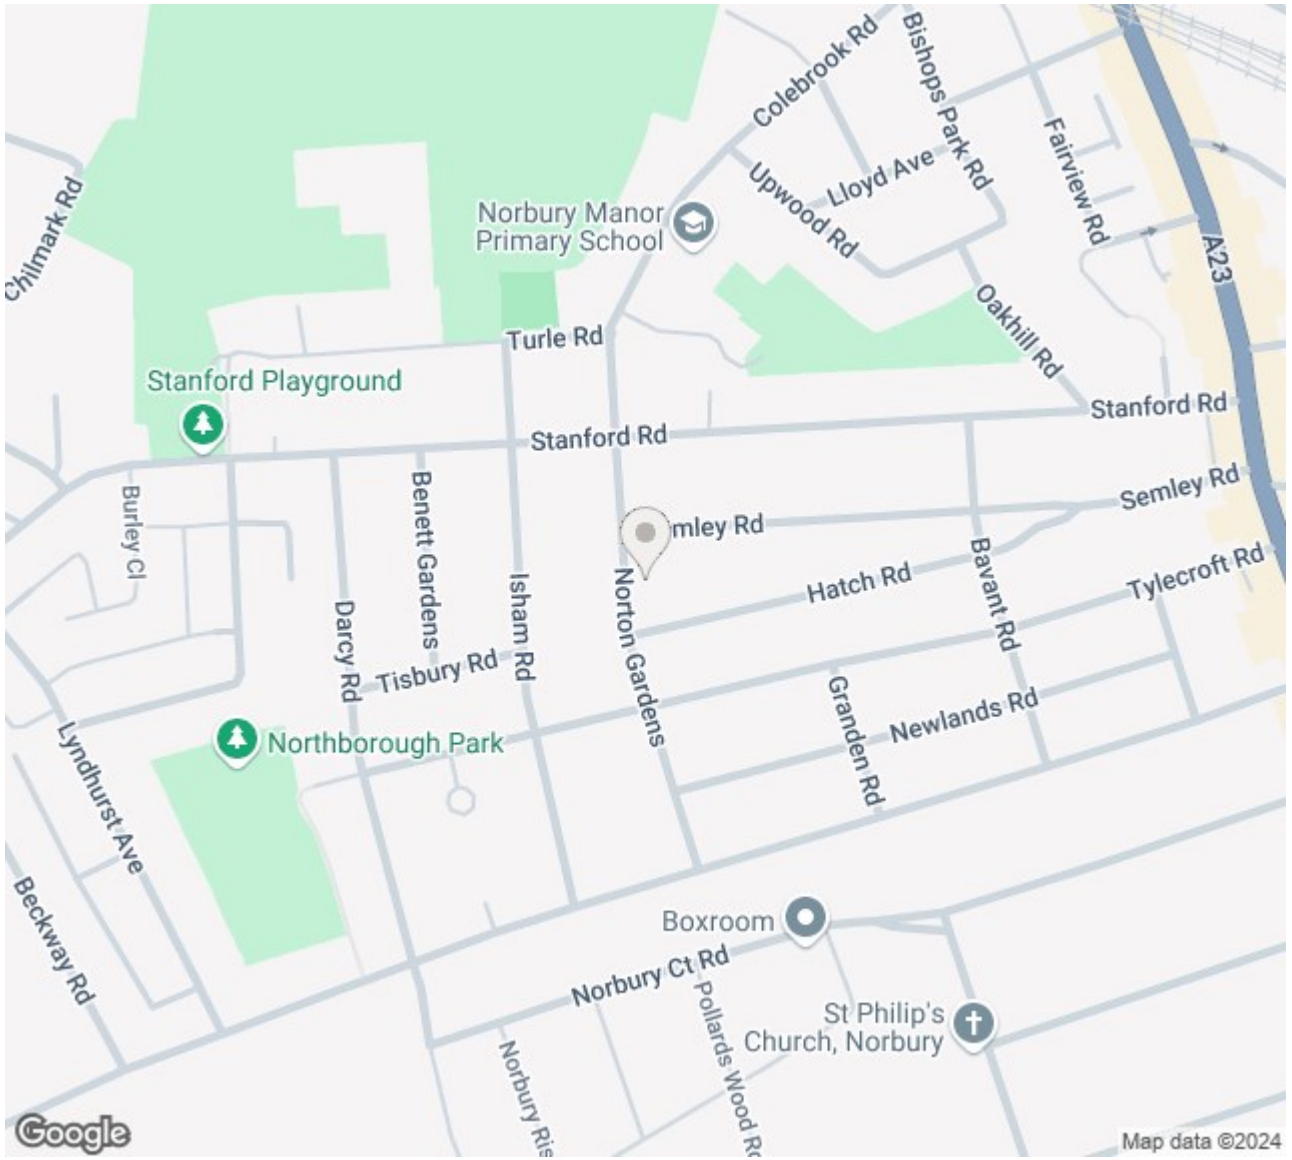 Colebrook Rd
Bishops Park Rd
Fairview Rd
Lloyd Ave
Upwood Rd
Chilmark Rd
Norbury Manor
Primary School
A23
Oakhill Rd
Turle Rd
Stanford Playground
Stanford Rd
Stanford Rd
Burley Cl
Benett Gardens
Isham Rd
mley Rd
Semley Rd
Hatch Rd
Bavant Rd
Tylecroft Rd
Norton Gardens
Darcy Rd
Tisbury Rd
Granden Rd
Newlands Rd
Northborough Park
Lyndhurst Ave
Beckway Rd
Boxroom
Norbury Ct Rd
Pollards Wood Rd
St Philip's
Church, Norbury
Norbury Ris
Google
Map data ©2024